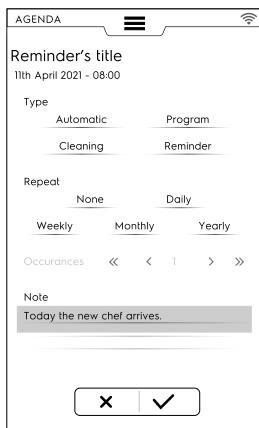 AGENDA
Reminder's title
11th April 2021 - 08:00
Type
Automatic Program
Cleaning Reminder
Repeat
None Daily
Weekly Monthly Yearly
Occurances « < 1 > »
Note
Today the new chef arrives.